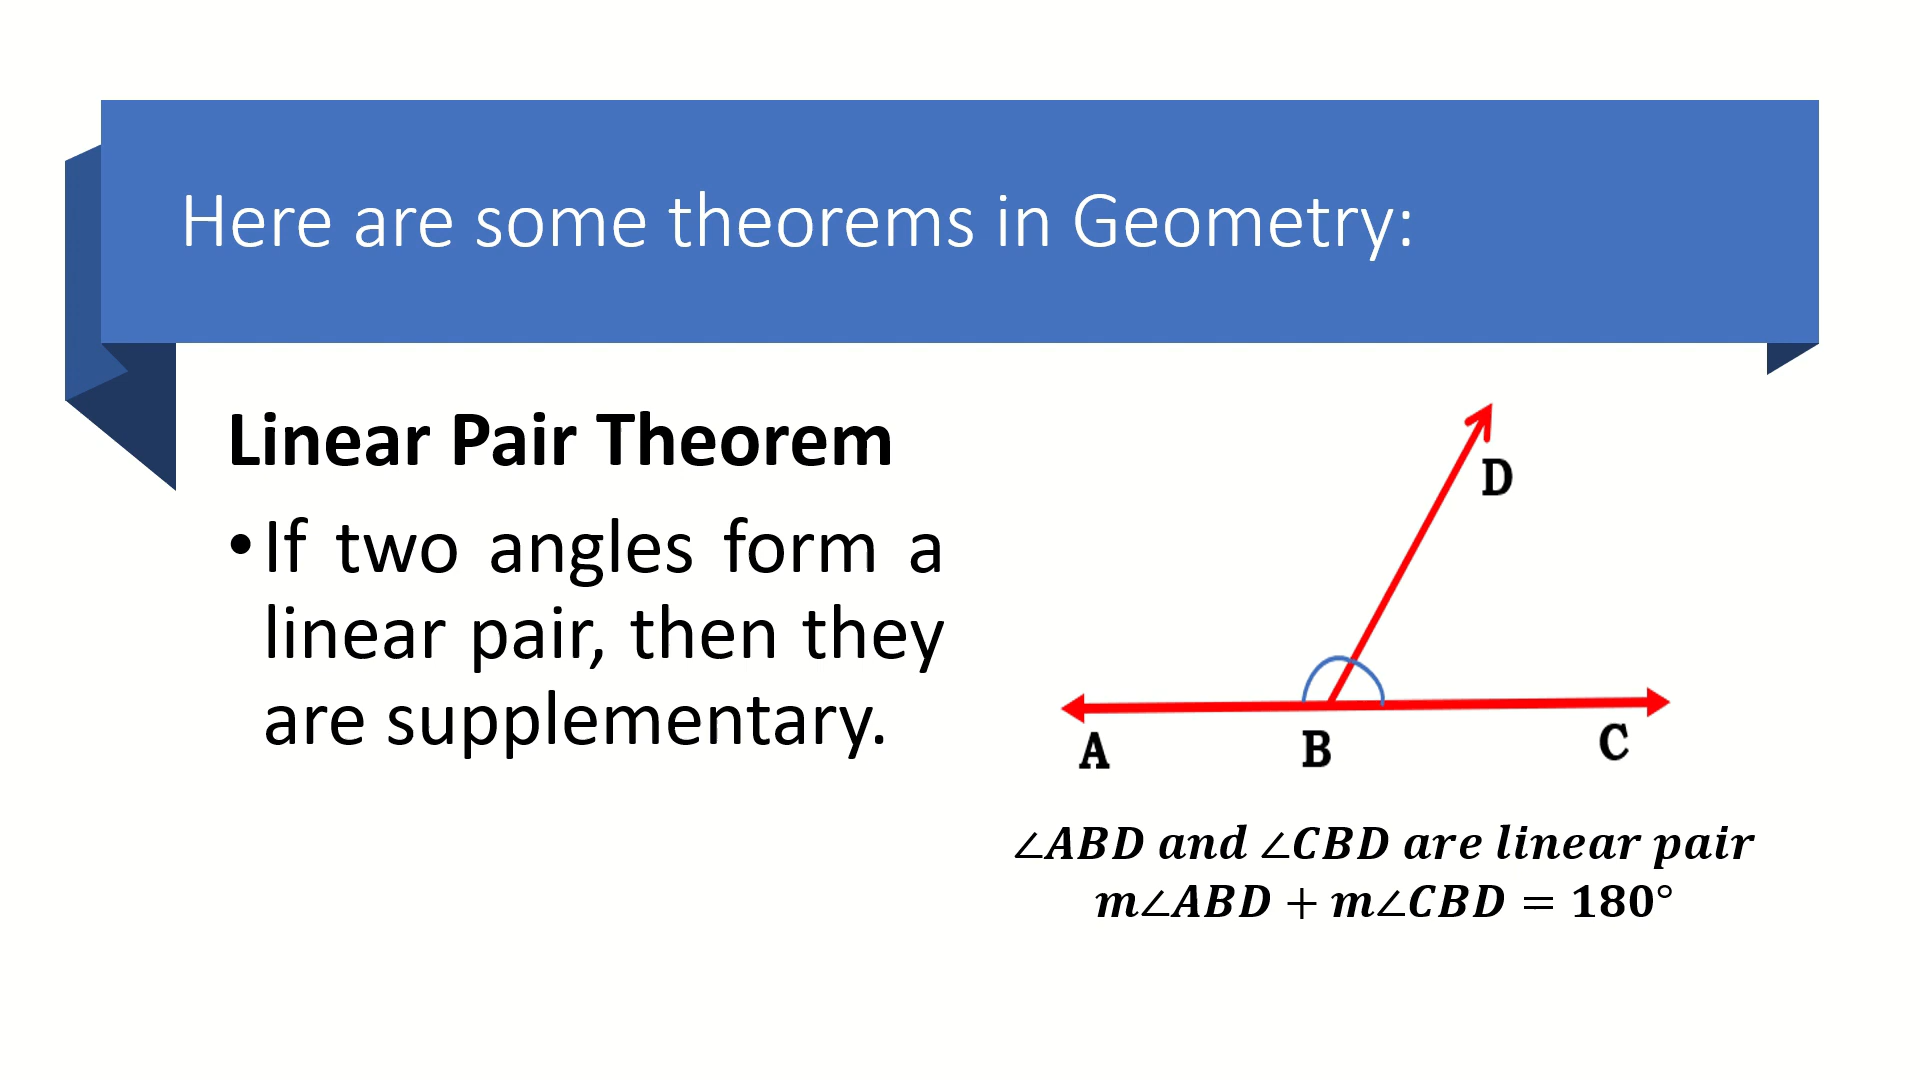 Here are some theorems in Geometry:
Linear Pair Theorem
•If two angles form a
linear pair, then they
are supplementary.
D
A
B
C
∠ABD and ∠CBD are linear pair
m∠ABD + m∠CBD = 180°